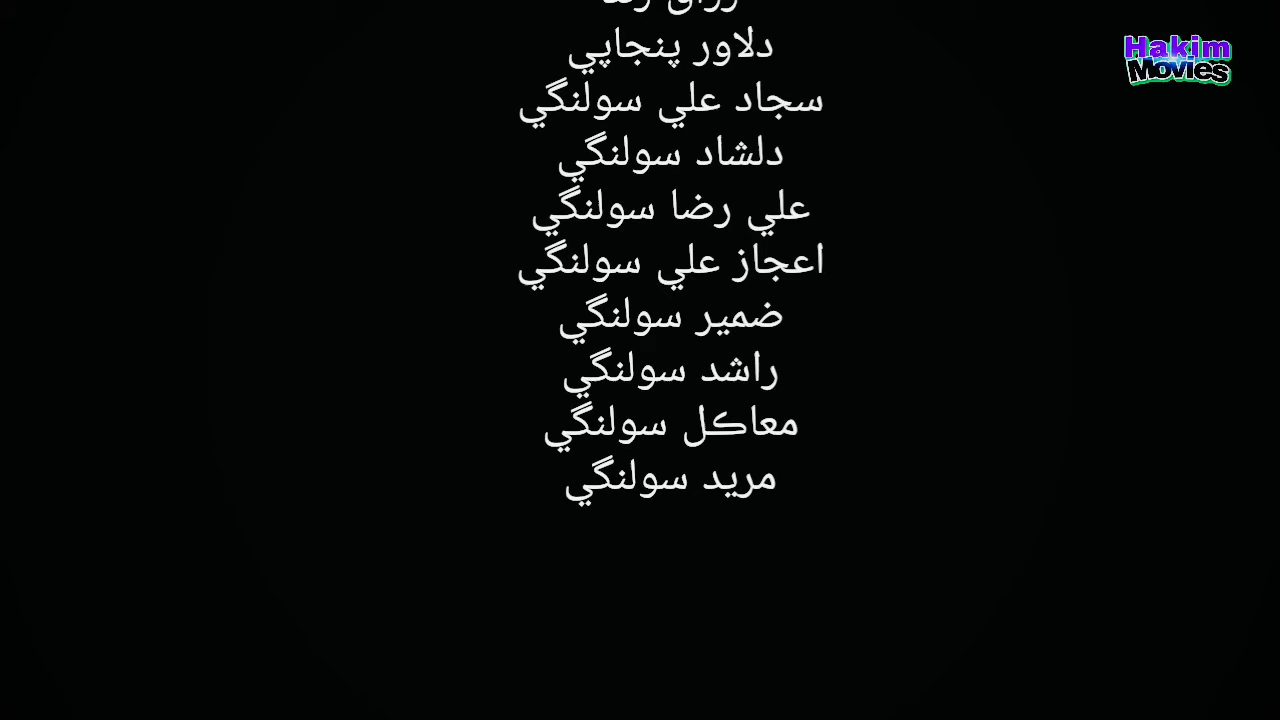 Hakim
Movies
دلاور پنجاپي
سجاد علي سولنگي
دلشاد سولنگي
علي رضا سولنگي
اعجاز علي سولنگي
ضمير سولنگي
راشد سولنگي
معاڪل سولنگي
مريد سولنگي